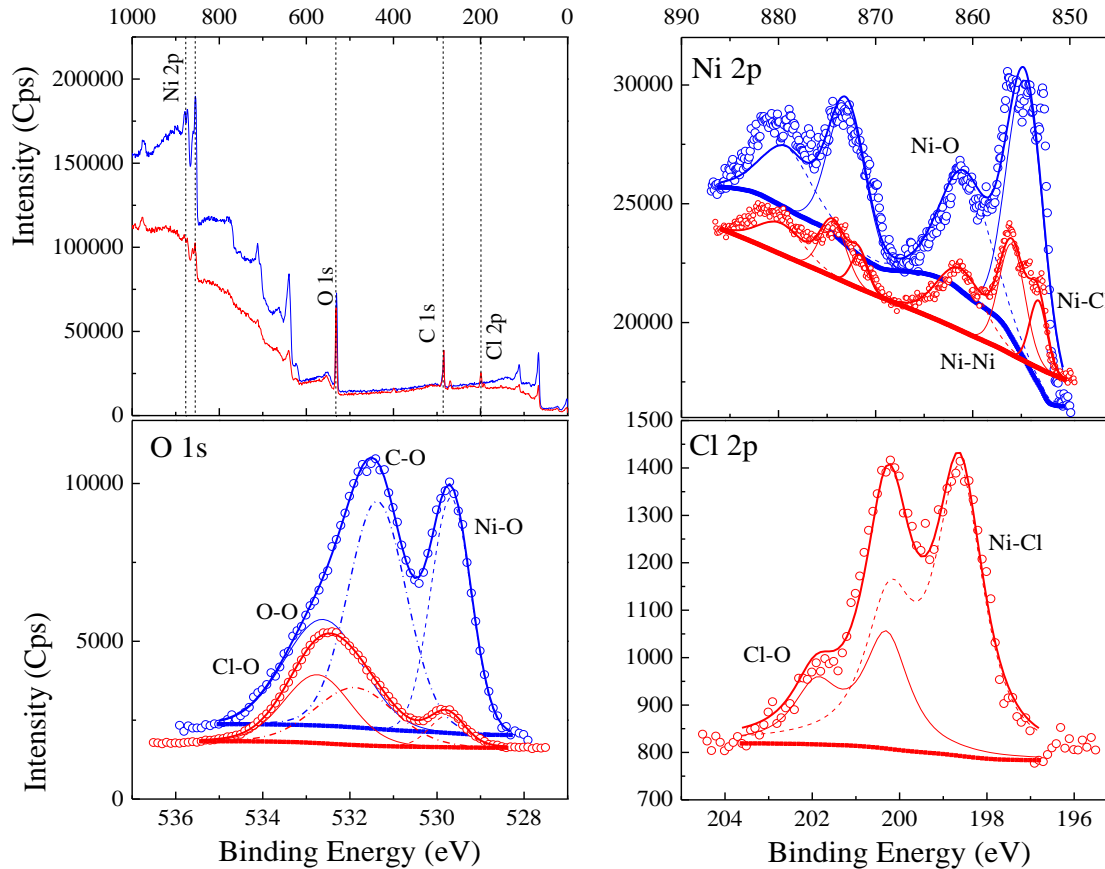 1000 800 600 400 200 0
200000
150000
100000
50000
0
Intensity (Cps)
Ni 2p
O 1s
C 1s
Cl 2p
890 880 870 860 850
Ni 2p
30000
25000
20000
Ni-O
Ni-C
Ni-Ni
O 1s
10000
5000
0
Intensity (Cps)
C-O
Ni-O
O-O
Cl-O
536 534 532 530 528
Binding Energy (eV)
Cl 2p
1500
1400
1300
1200
1100
1000
900
800
700
Ni-Cl
Cl-O
204 202 200 198 196
Binding Energy (eV)